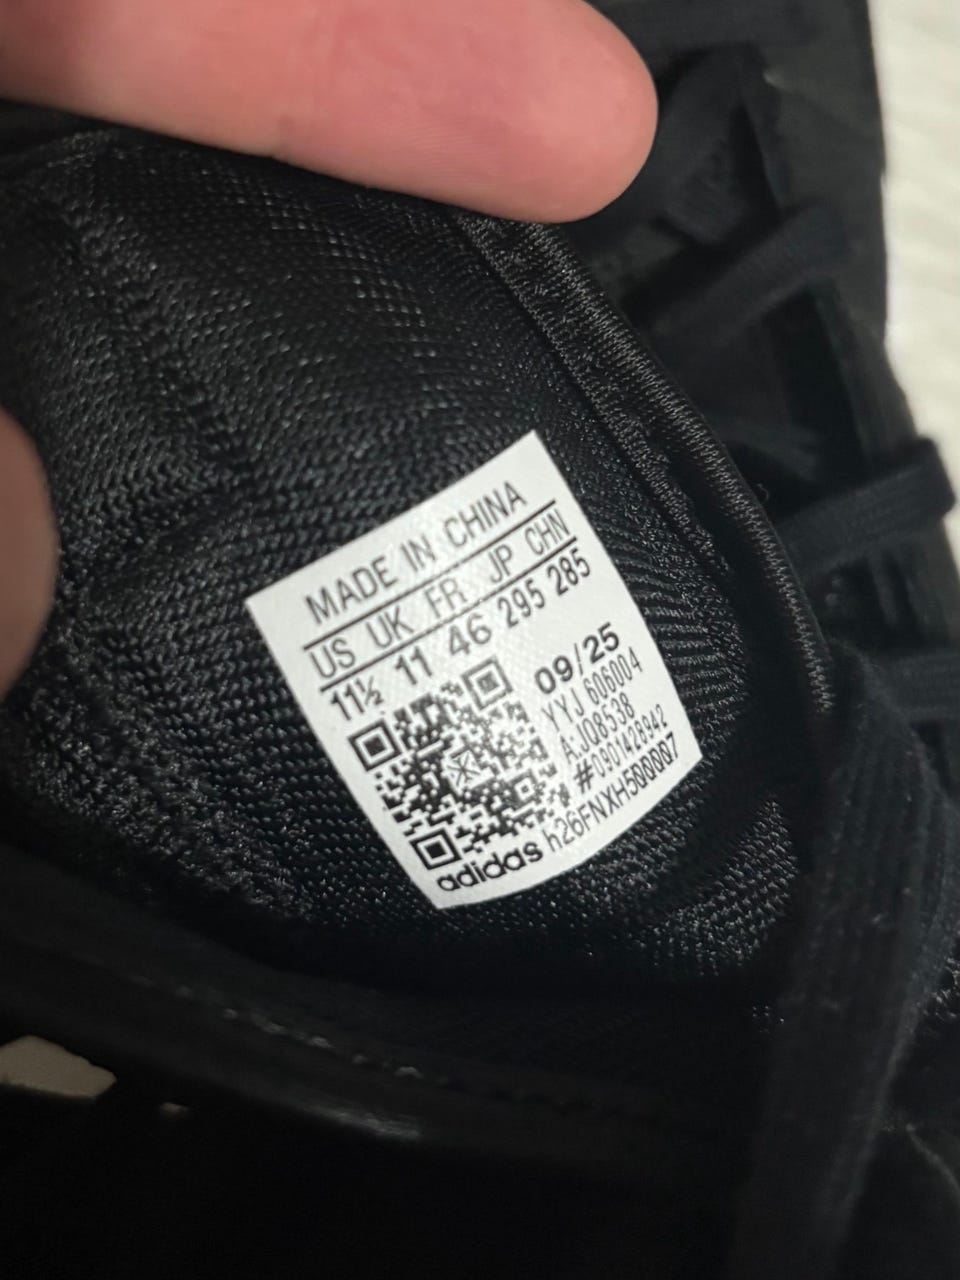 MADE IN CHINA
US UK FR JP CHN
11½ 11 46 295 285
09/25
YYJ 606004
A:JQ8538
#0901428942
adidas h26FNXH500007